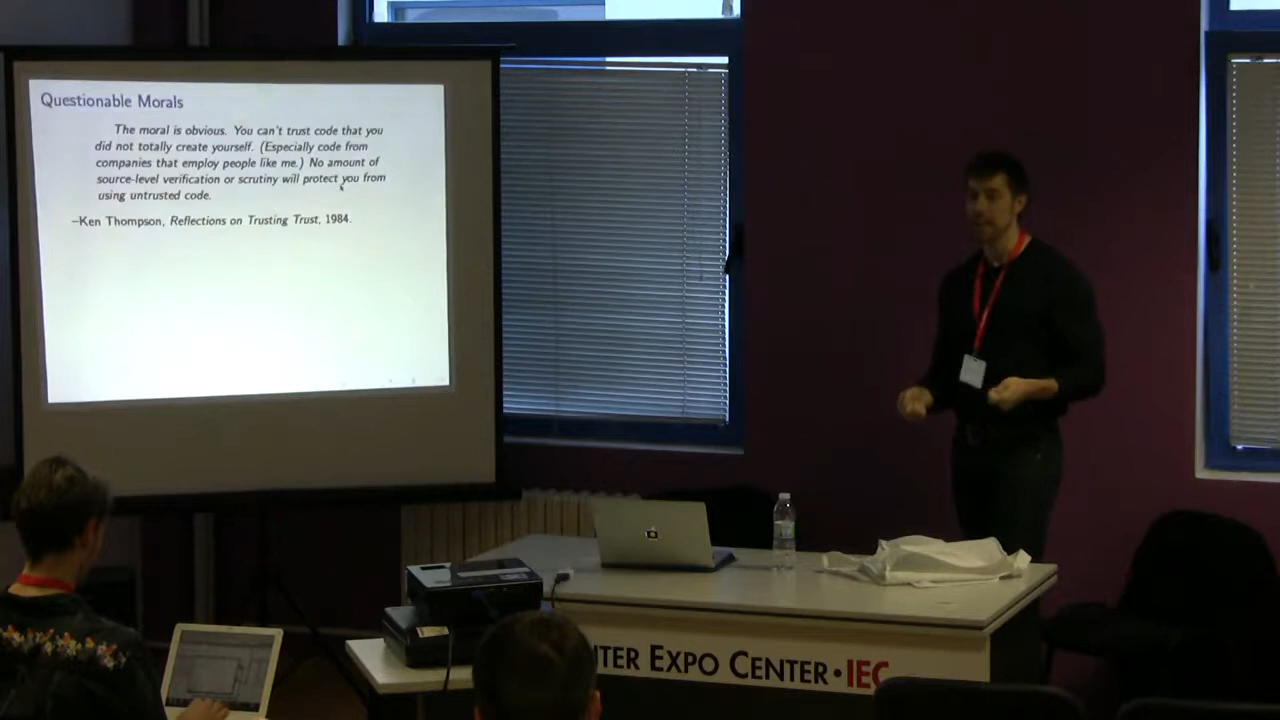 Questionable Morals
The moral is obvious. You can't trust code that you
did not totally create yourself. (Especially code from
companies that employ people like me.) No amount of
source-level verification or scrutiny will protect you from
using untrusted code.
–Ken Thompson, Reflections on Trusting Trust, 1984.
NTER EXPO CENTER·IEC